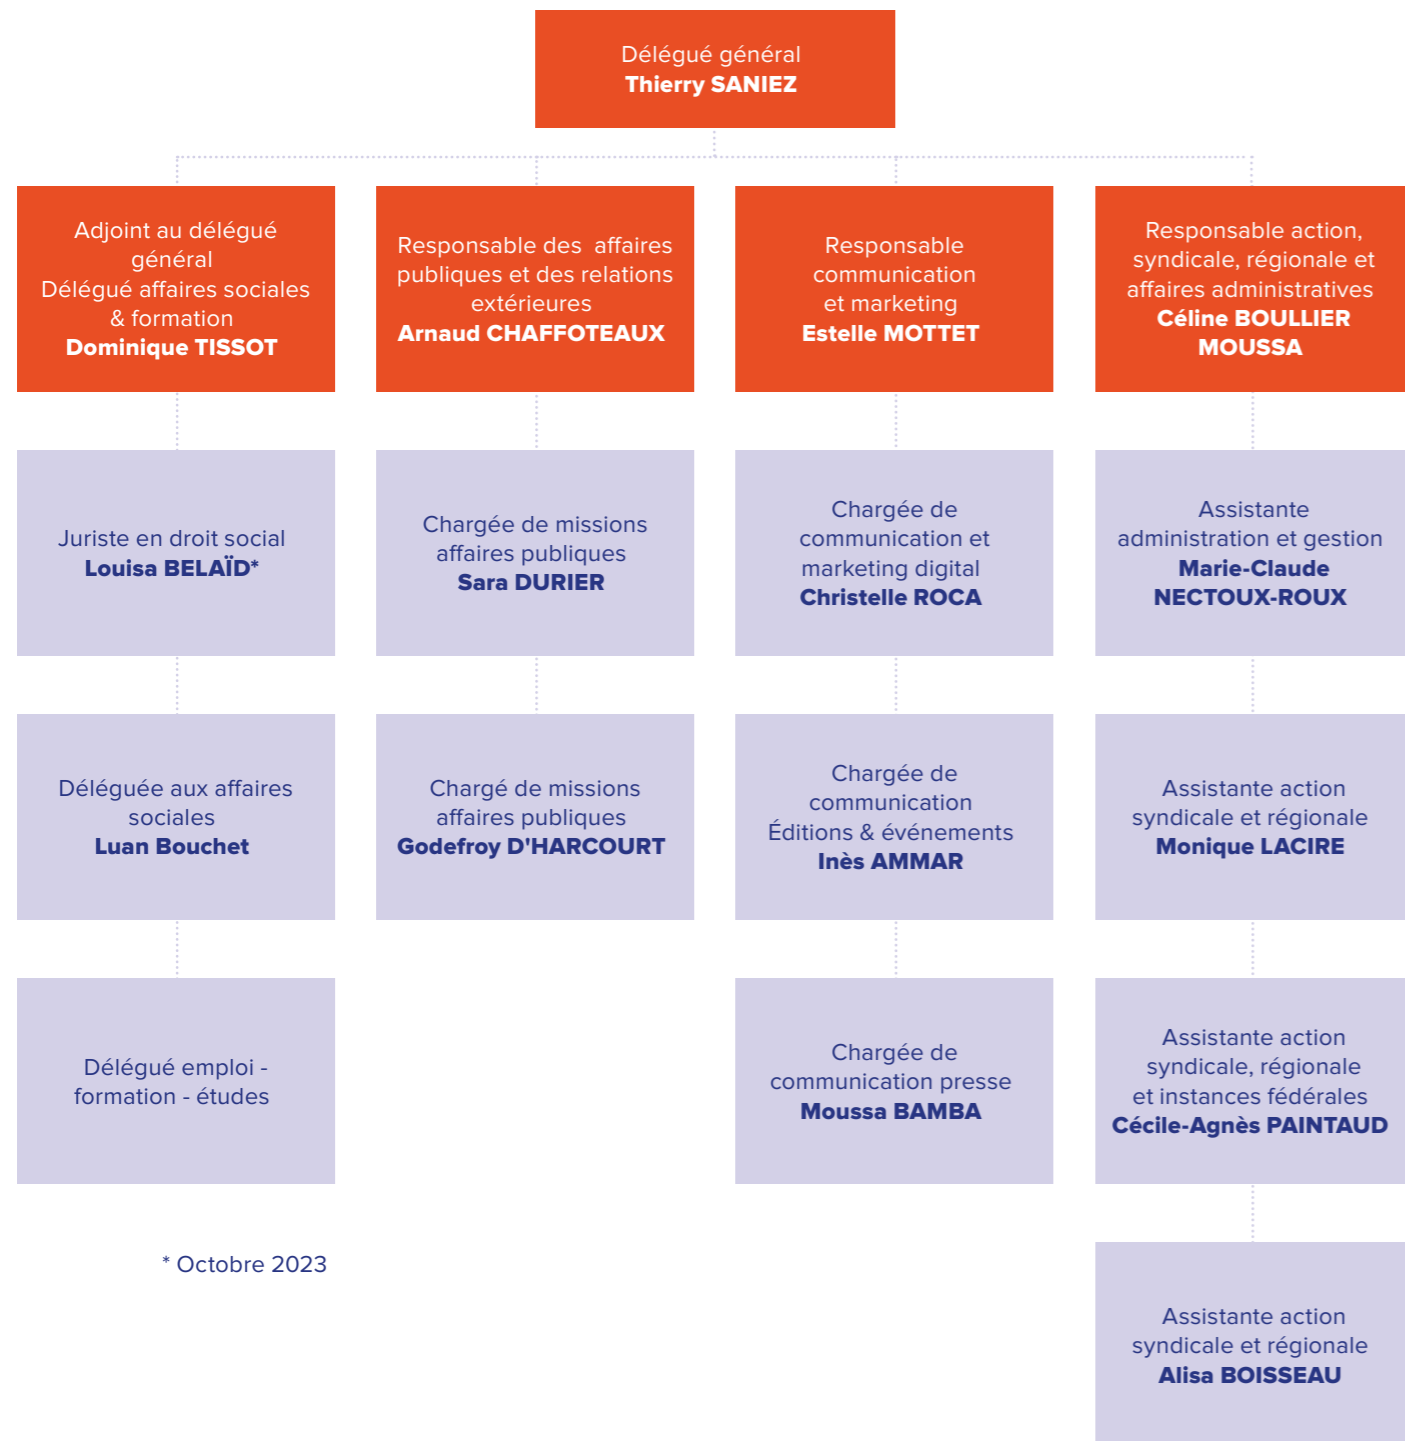 Délégué général
Thierry SANIEZ
Adjoint au délégué
général
Délégué affaires sociales
& formation
Dominique TISSOT
Responsable des affaires
publiques et des relations
extérieures
Arnaud CHAFFOTEAUX
Responsable
communication
et marketing
Estelle MOTTET
Responsable action,
syndicale, régionale et
affaires administratives
Céline BOULLIER
MOUSSA
Juriste en droit social
Louisa BELAÏD*
Chargée de missions
affaires publiques
Sara DURIER
Chargée de
communication et
marketing digital
Christelle ROCA
Assistante
administration et gestion
Marie-Claude
NECTOUX-ROUX
Déléguée aux affaires
sociales
Luan Bouchet
Chargé de missions
affaires publiques
Godefroy D'HARCOURT
Chargée de
communication
Éditions & événements
Inès AMMAR
Assistante action
syndicale et régionale
Monique LACIRE
Délégué emploi -
formation - études
Chargée de
communication presse
Moussa BAMBA
Assistante action
syndicale, régionale
et instances fédérales
Cécile-Agnès PAINTAUD
* Octobre 2023
Assistante action
syndicale et régionale
Alisa BOISSEAU